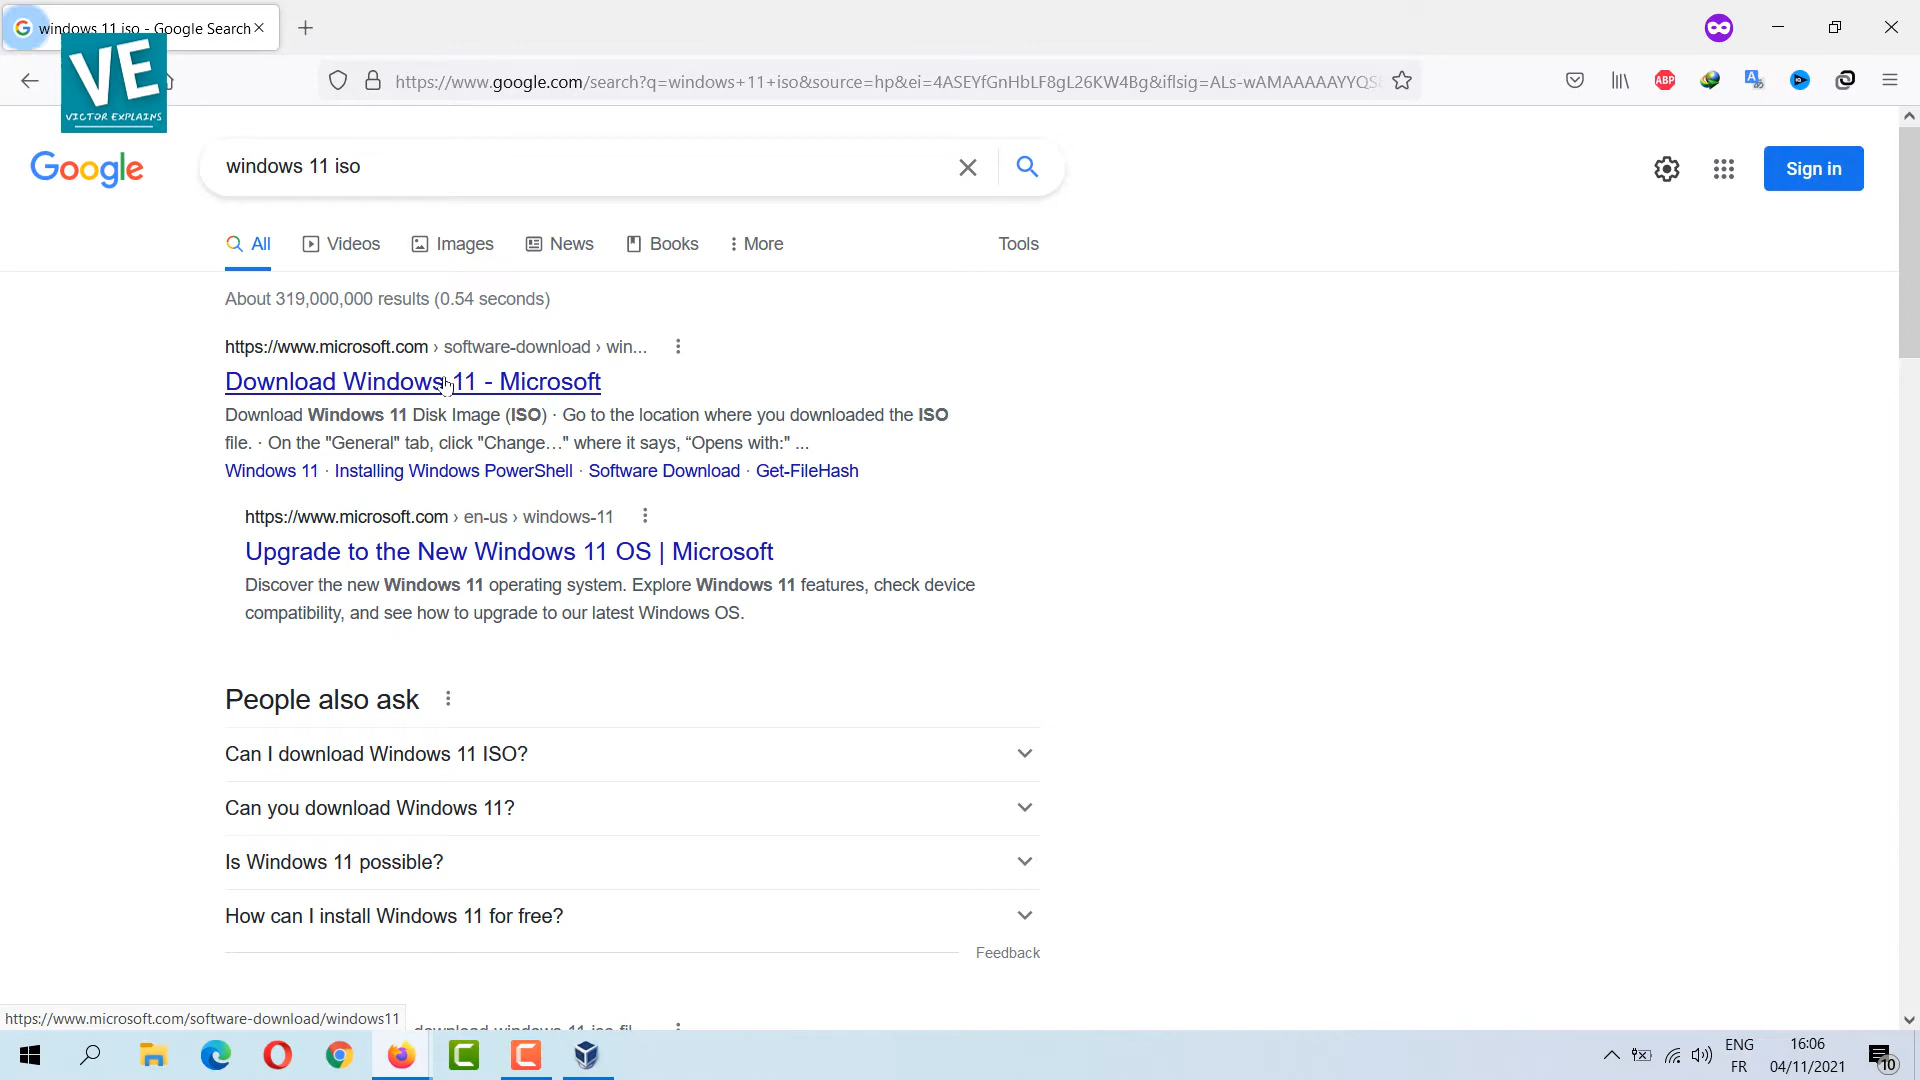 windows 11 iso - Google Search
VE
VICTOR EXPLAINS
https://www.google.com/search?q=windows+11+iso&source=hp&ei=4ASEYfGnHbLF8gL26KW4Bg&iflsig=ALs-wAMAAAAAYYQS
ABP
Google
windows 11 iso
Sign in
All
Videos
Images
News
Books
More
Tools
About 319,000,000 results (0.54 seconds)
https://www.microsoft.com › software-download › win...
Download Windows 11 - Microsoft
Download Windows 11 Disk Image (ISO) · Go to the location where you downloaded the ISO
file. · On the "General" tab, click "Change…" where it says, “Opens with:" ...
Windows 11 · Installing Windows PowerShell · Software Download · Get-FileHash
https://www.microsoft.com › en-us › windows-11
Upgrade to the New Windows 11 OS | Microsoft
Discover the new Windows 11 operating system. Explore Windows 11 features, check device
compatibility, and see how to upgrade to our latest Windows OS.
People also ask
Can I download Windows 11 ISO?
Can you download Windows 11?
Is Windows 11 possible?
How can I install Windows 11 for free?
Feedback
https://www.microsoft.com/software-download/windows11
ENG
FR
16:06
04/11/2021
10